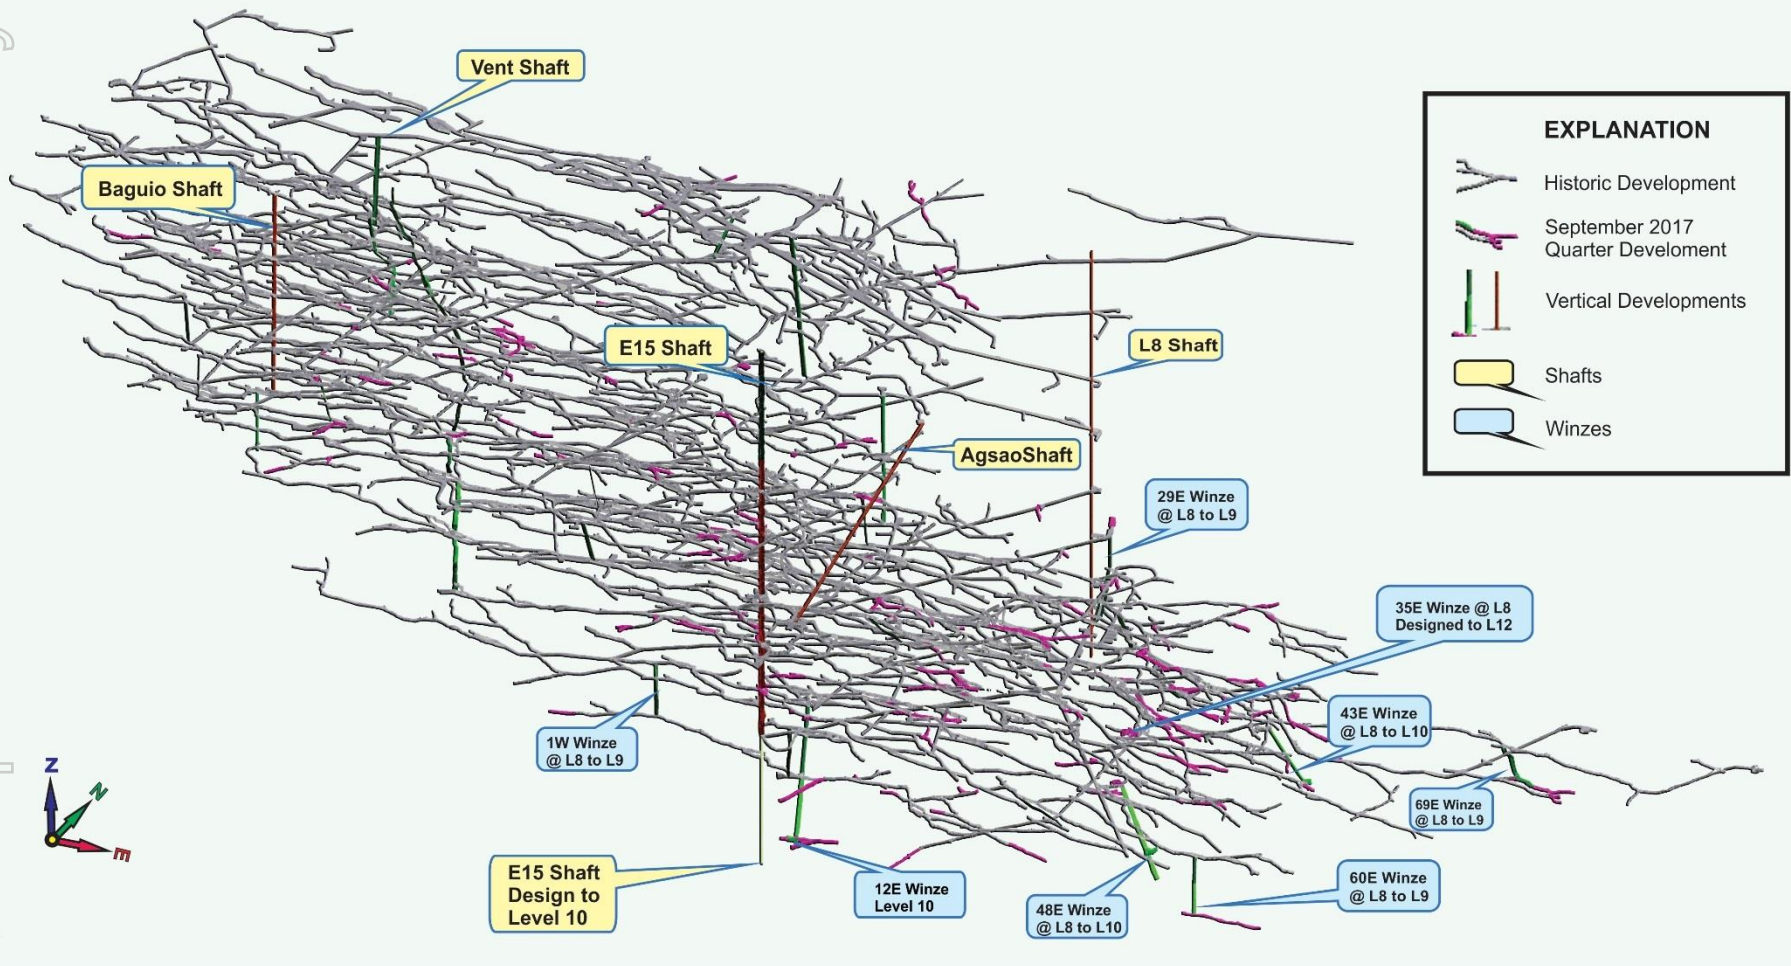 Vent Shaft
Baguio Shaft
E15 Shaft
L8 Shaft
AgsaoShaft
29E Winze
@ L8 to L9
35E Winze @ L8
Designed to L12
43E Winze
@ L8 to L10
69E Winze
@ L8 to L9
1W Winze
@ L8 to L9
E15 Shaft
Design to
Level 10
12E Winze
Level 10
48E Winze
@ L8 to L10
60E Winze
@ L8 to L9
EXPLANATION
Historic Development
September 2017
Quarter Develoment
Vertical Developments
Shafts
Winzes
Z
N
E